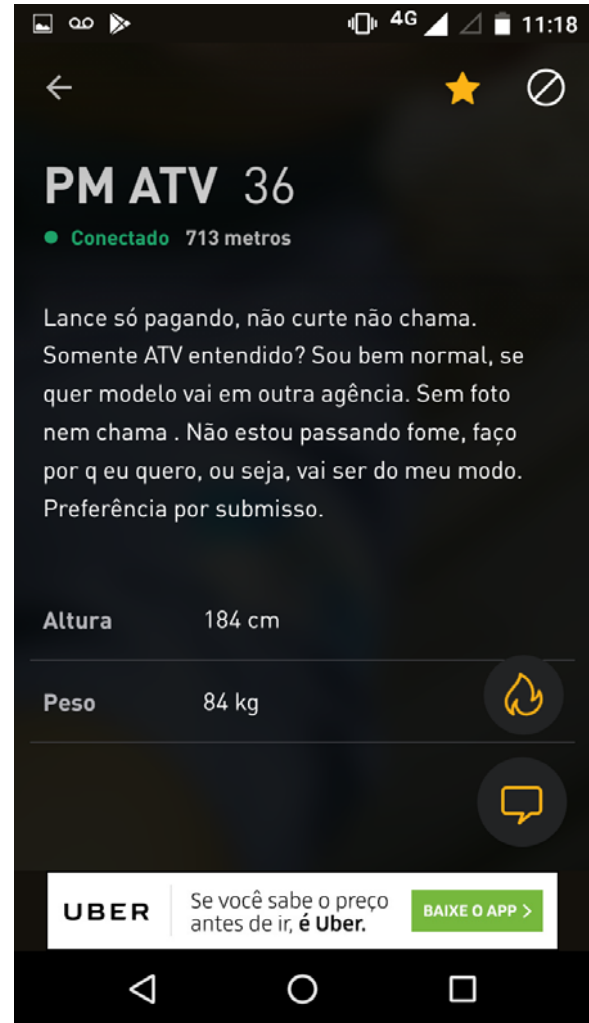 4G 11:18
PM ATV 36
Conectado 713 metros
Lance só pagando, não curte não chama.
Somente ATV entendido? Sou bem normal, se
quer modelo vai em outra agência. Sem foto
nem chama . Não estou passando fome, faço
por q eu quero, ou seja, vai ser do meu modo.
Preferência por submisso.
Altura 184 cm
Peso 84 kg
UBER
Se você sabe o preço
antes de ir, é Uber.
BAIXE O APP >